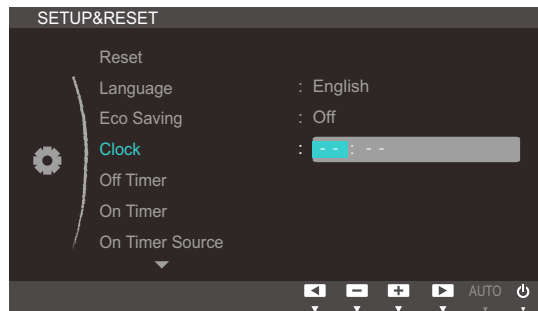 SETUP&RESET
Reset
Language : English
Eco Saving : Off
Clock : - - : - -
Off Timer
On Timer
On Timer Source
AUTO